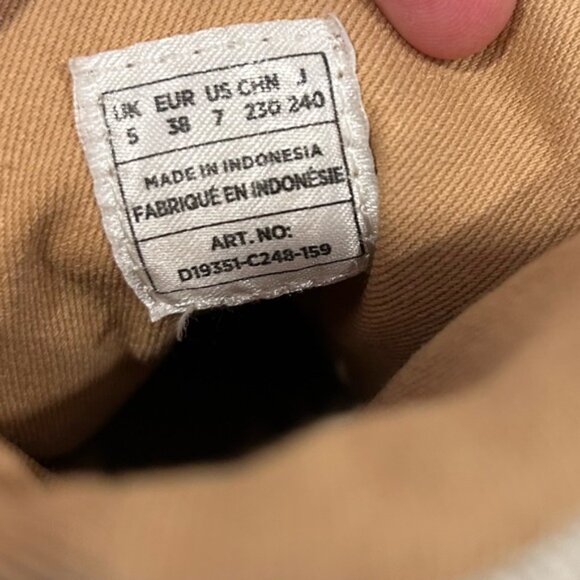 UK EUR US CHN J
5 38 7 230 240
MADE IN INDONESIA
FABRIQUÉ EN INDONÉSIE
ART. NO:
D19351-C248-159